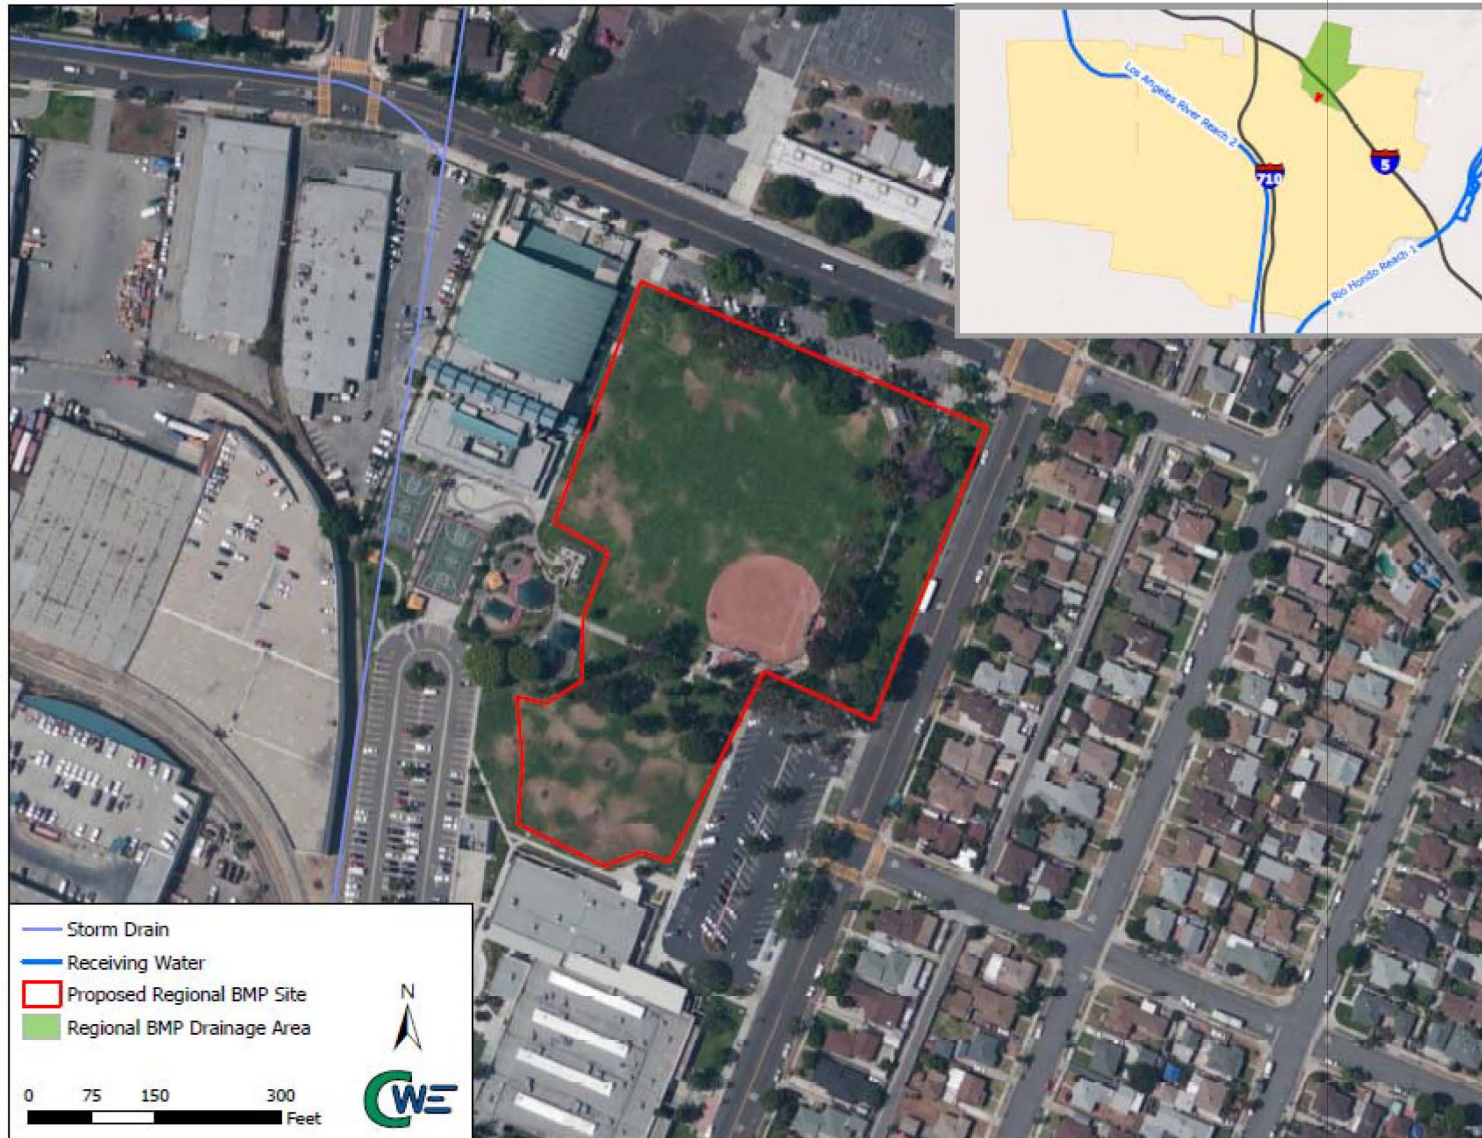 Los Angeles River Reach 2
710
5
Rio Hondo Reach 1
Storm Drain
Receiving Water
Proposed Regional BMP Site
Regional BMP Drainage Area
N
0 75 150 300
Feet
CWE